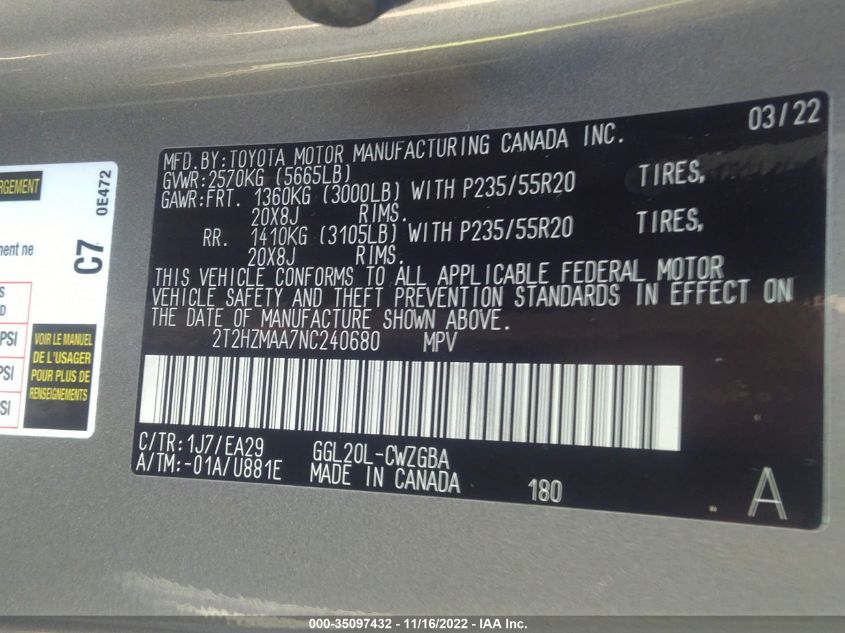 03/22
MFD. BY: TOYOTA MOTOR MANUFACTURING CANADA INC.
GVWR: 2570KG (5665LB)
GAWR: FRT. 1360KG (3000LB) WITH P235/55R20 TIRES,
20X8J RIMS.
RR. 1410KG (3105LB) WITH P235/55R20 TIRES,
20X8J RIMS.
THIS VEHICLE CONFORMS TO ALL APPLICABLE FEDERAL MOTOR
VEHICLE SAFETY AND THEFT PREVENTION STANDARDS IN EFFECT ON
THE DATE OF MANUFACTURE SHOWN ABOVE.
2T2HZMAA7NC240680 MPV
C/TR: 1J7/EA29 GGL20L-CWZGBA
A/TM: -01A/U881E MADE IN CANADA 180
A
0E472
C7
ment ne
PSI
PSI
VOIR LE MANUEL
DE L'USAGER
POUR PLUS DE
RENSEIGNEMENTS
000-35097432 - 11/16/2022 - IAA Inc.